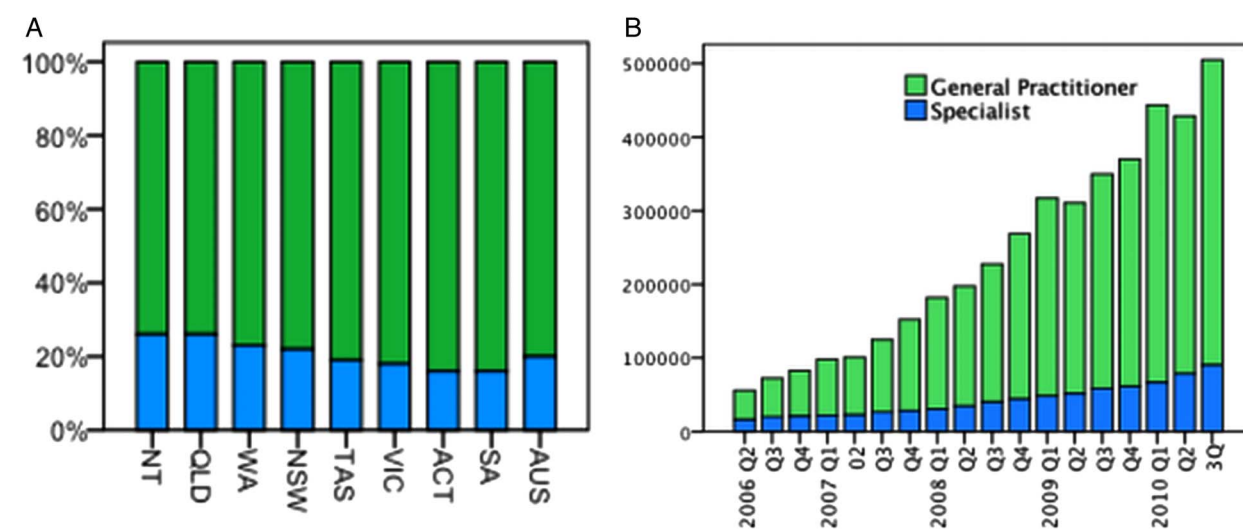 A
100%
80%
60%
40%
20%
0%
NT
QLD
WA
NSW
TAS
VIC
ACT
SA
AUS
B
500000
400000
300000
200000
100000
0
General Practitioner
Specialist
2006 Q2
Q3
Q4
2007 Q1
02
Q3
Q4
2008 Q1
Q2
Q3
Q4
2009 Q1
Q2
Q3
Q4
2010 Q1
Q2
3Q